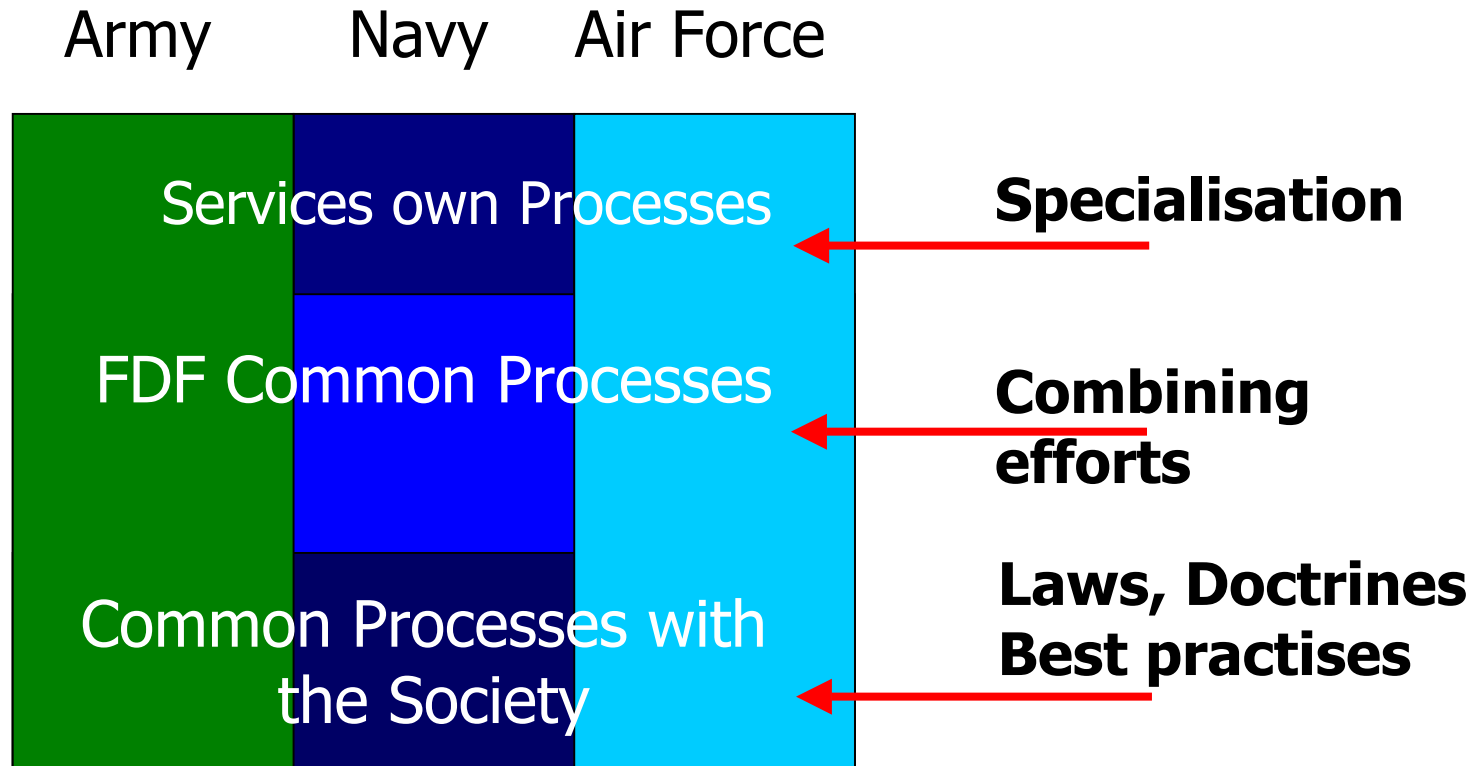 Army Navy Air Force
Services own Processes
Specialisation
FDF Common Processes
Combining
efforts
Common Processes with
the Society
Laws, Doctrines
Best practises